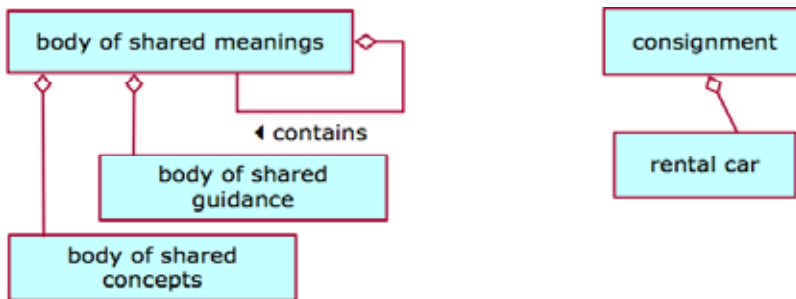 body of shared meanings
consignment
◀ contains
rental car
body of shared
guidance
body of shared
concepts